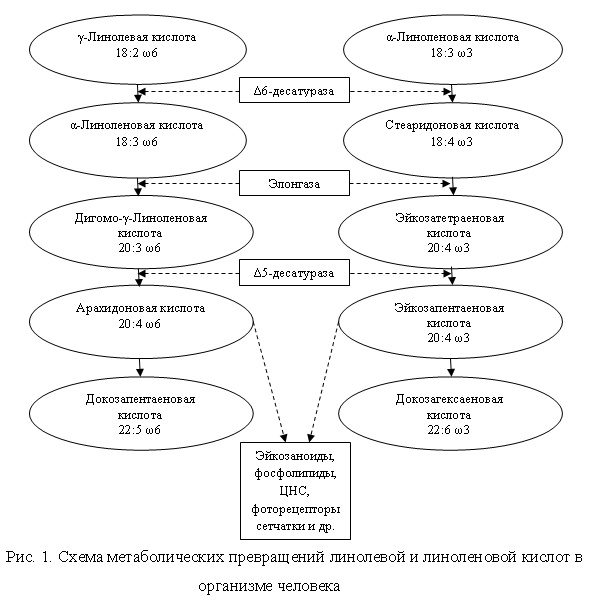 γ-Линолевая кислота
18:2 ω6
α-Линоленовая кислота
18:3 ω3
Δ6-десатураза
α-Линоленовая кислота
18:3 ω6
Стеаридоновая кислота
18:4 ω3
Элонгаза
Дигомо-γ-Линоленовая
кислота
20:3 ω6
Эйкозатетраеновая
кислота
20:4 ω3
Δ5-десатураза
Арахидоновая кислота
20:4 ω6
Эйкозапентаеновая
кислота
20:4 ω3
Докозапентаеновая
кислота
22:5 ω6
Докозагексаеновая
кислота
22:6 ω3
Эйкозаноиды,
фосфолипиды,
ЦНС,
фоторецепторы
сетчатки и др.
Рис. 1. Схема метаболических превращений линолевой и линоленовой кислот в
организме человека